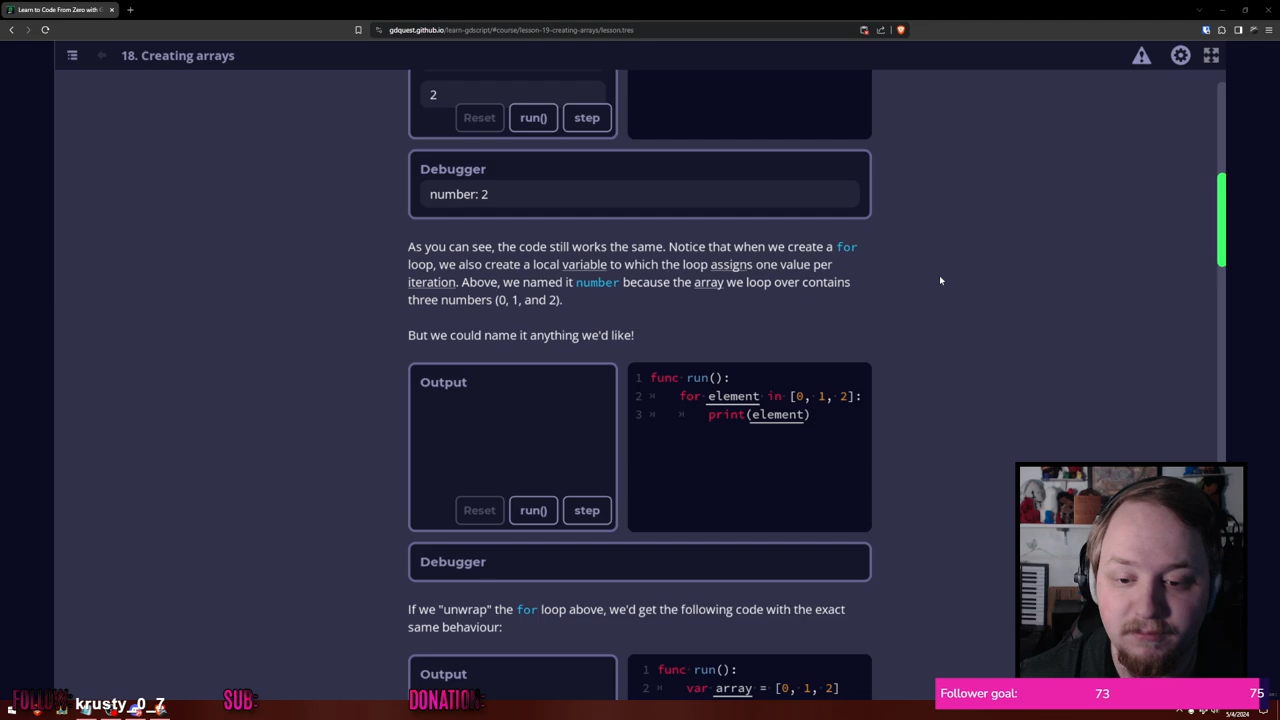 Learn to Code From Zero with
gdquest.github.io/learn-gdscript/#course/lesson-19-creating-arrays/lesson.tres
18. Creating arrays
2
Reset run() step
Debugger
number: 2
As you can see, the code still works the same. Notice that when we create a for
loop, we also create a local variable to which the loop assigns one value per
iteration. Above, we named it number because the array we loop over contains
three numbers (0, 1, and 2).
But we could name it anything we'd like!
Output
Reset run() step
1 func run():
2 for element in [0, 1, 2]:
3 print(element)
Debugger
If we "unwrap" the for loop above, we'd get the following code with the exact
same behaviour:
Output
1 func run():
2 var array = [0, 1, 2]
FOLLOW: krusty_0_7 SUB: DONATION:
Follower goal: 73 75
5/4/2024